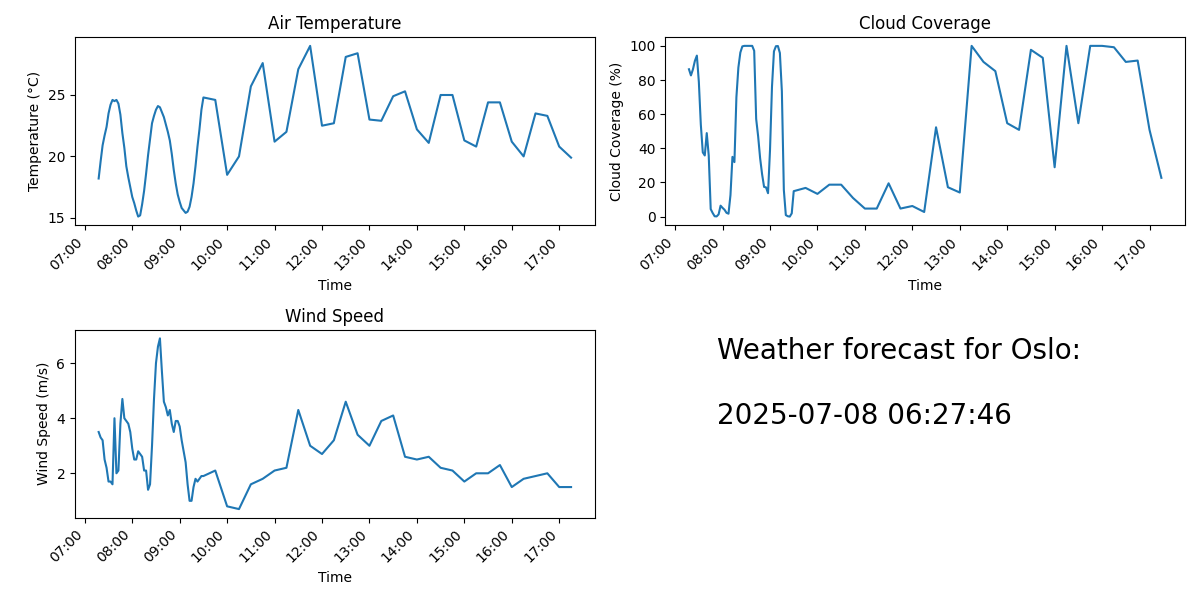 Air Temperature
Temperature (°C)
25
20
15
07:00 08:00 09:00 10:00 11:00 12:00 13:00 14:00 15:00 16:00 17:00
Time
Cloud Coverage
Cloud Coverage (%)
100
80
60
40
20
0
07:00 08:00 09:00 10:00 11:00 12:00 13:00 14:00 15:00 16:00 17:00
Time
Wind Speed
Wind Speed (m/s)
6
4
2
07:00 08:00 09:00 10:00 11:00 12:00 13:00 14:00 15:00 16:00 17:00
Time
Weather forecast for Oslo:
2025-07-08 06:27:46